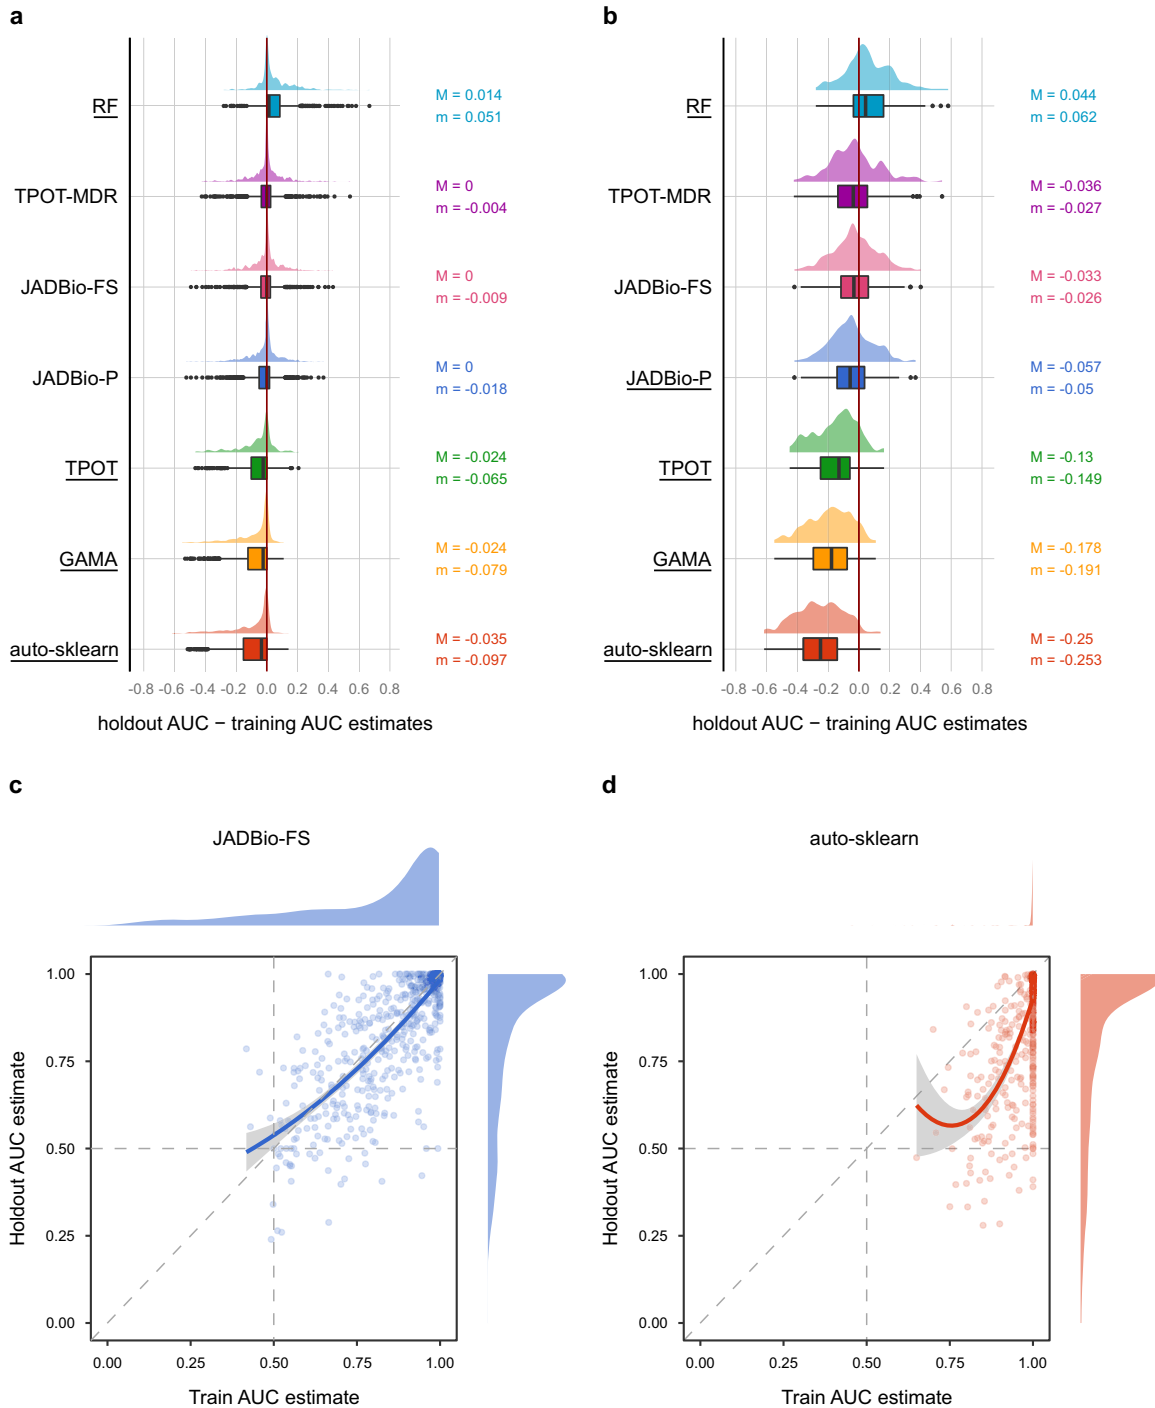 a
RF
M = 0.014
m = 0.051
TPOT-MDR
M = 0
m = -0.004
JADBio-FS
M = 0
m = -0.009
JADBio-P
M = 0
m = -0.018
TPOT
M = -0.024
m = -0.065
GAMA
M = -0.024
m = -0.079
auto-sklearn
M = -0.035
m = -0.097
-0.8 -0.6 -0.4 -0.2 0.0 0.2 0.4 0.6 0.8
holdout AUC − training AUC estimates
b
RF
M = 0.044
m = 0.062
TPOT-MDR
M = -0.036
m = -0.027
JADBio-FS
M = -0.033
m = -0.026
JADBio-P
M = -0.057
m = -0.05
TPOT
M = -0.13
m = -0.149
GAMA
M = -0.178
m = -0.191
auto-sklearn
M = -0.25
m = -0.253
-0.8 -0.6 -0.4 -0.2 0.0 0.2 0.4 0.6 0.8
holdout AUC − training AUC estimates
c
JADBio-FS
Holdout AUC estimate
1.00
0.75
0.50
0.25
0.00
0.00 0.25 0.50 0.75 1.00
Train AUC estimate
d
auto-sklearn
Holdout AUC estimate
1.00
0.75
0.50
0.25
0.00
0.00 0.25 0.50 0.75 1.00
Train AUC estimate